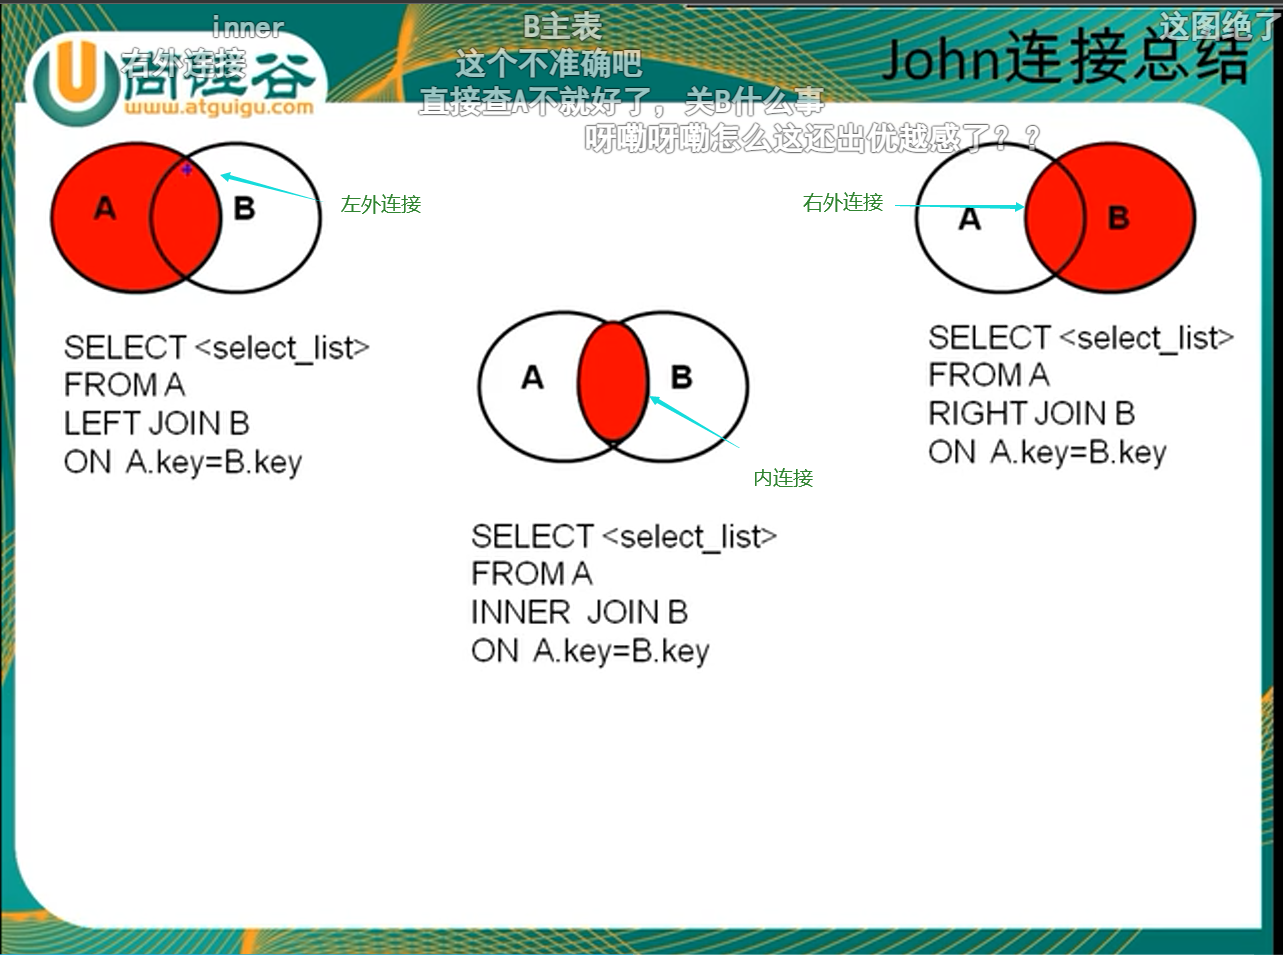 inner
B主表
这图绝了
右外连接
这个不准确吧
尚硅谷
www.atguigu.com
John连接总结
直接查A不就好了，关B什么事
呀嘞呀嘞怎么这还出优越感了？？
A
B
左外连接
右外连接
A
B
SELECT <select_list>
FROM A
LEFT JOIN B
ON A.key=B.key
A
B
内连接
SELECT <select_list>
FROM A
INNER JOIN B
ON A.key=B.key
SELECT <select_list>
FROM A
RIGHT JOIN B
ON A.key=B.key